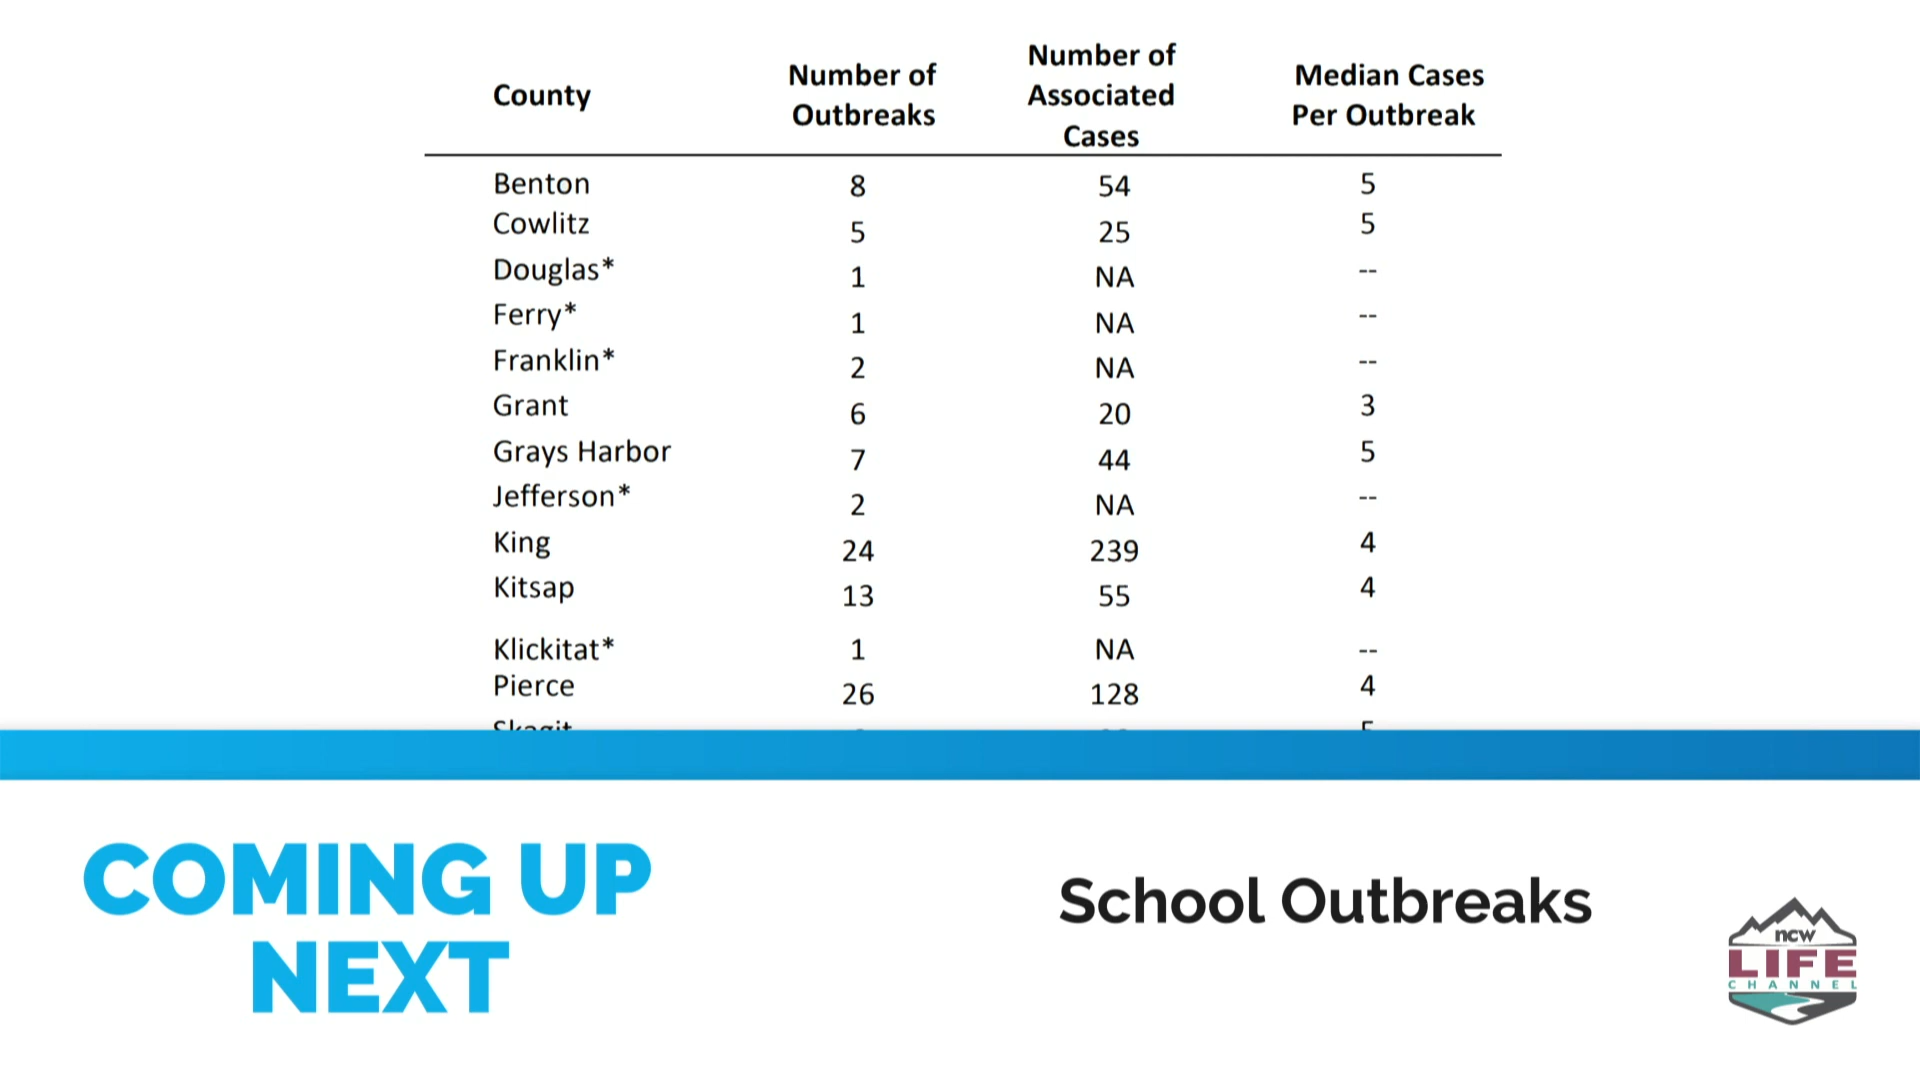 County Number of Outbreaks Number of Associated Cases Median Cases Per Outbreak
Benton 8 54 5
Cowlitz 5 25 5
Douglas* 1 NA --
Ferry* 1 NA --
Franklin* 2 NA --
Grant 6 20 3
Grays Harbor 7 44 5
Jefferson* 2 NA --
King 24 239 4
Kitsap 13 55 4
Klickitat* 1 NA --
Pierce 26 128 4
Skagit
COMING UP
NEXT
School Outbreaks
ncw
LIFE
CHANNEL